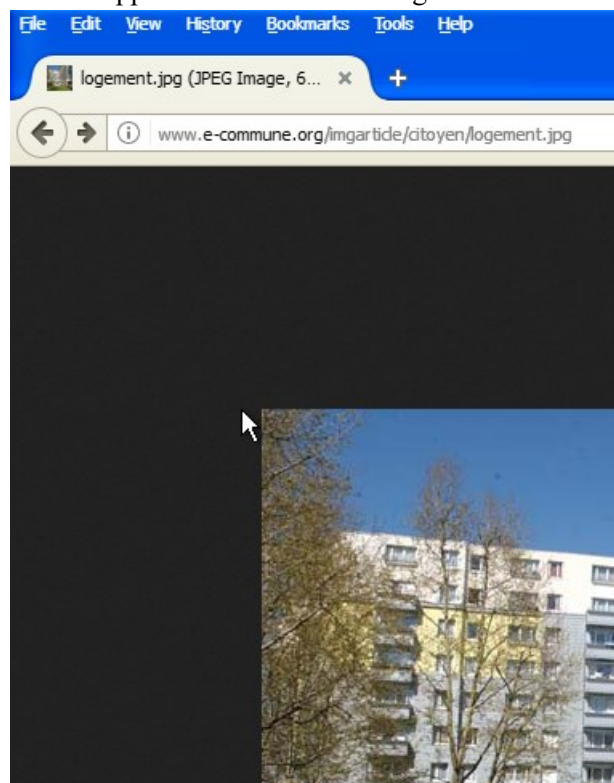 File Edit View History Bookmarks Tools Help
logement.jpg (JPEG Image, 6...
www.e-commune.org/imgarticle/citoyen/logement.jpg